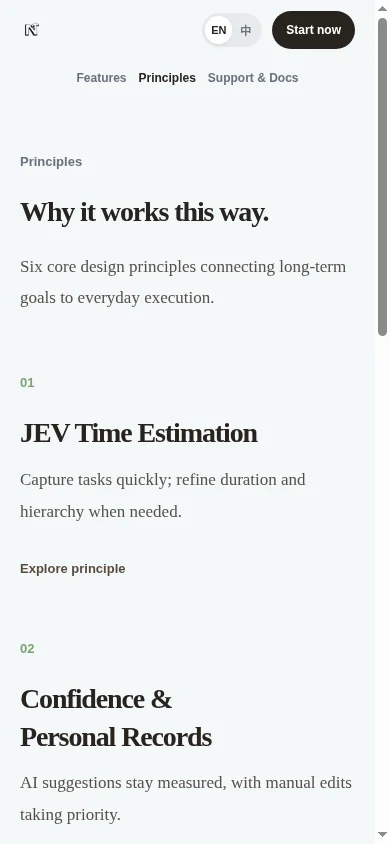 EN 中 Start now
Features Principles Support & Docs
Principles
Why it works this way.
Six core design principles connecting long-term
goals to everyday execution.
01
JEV Time Estimation
Capture tasks quickly; refine duration and
hierarchy when needed.
Explore principle
02
Confidence &
Personal Records
AI suggestions stay measured, with manual edits
taking priority.